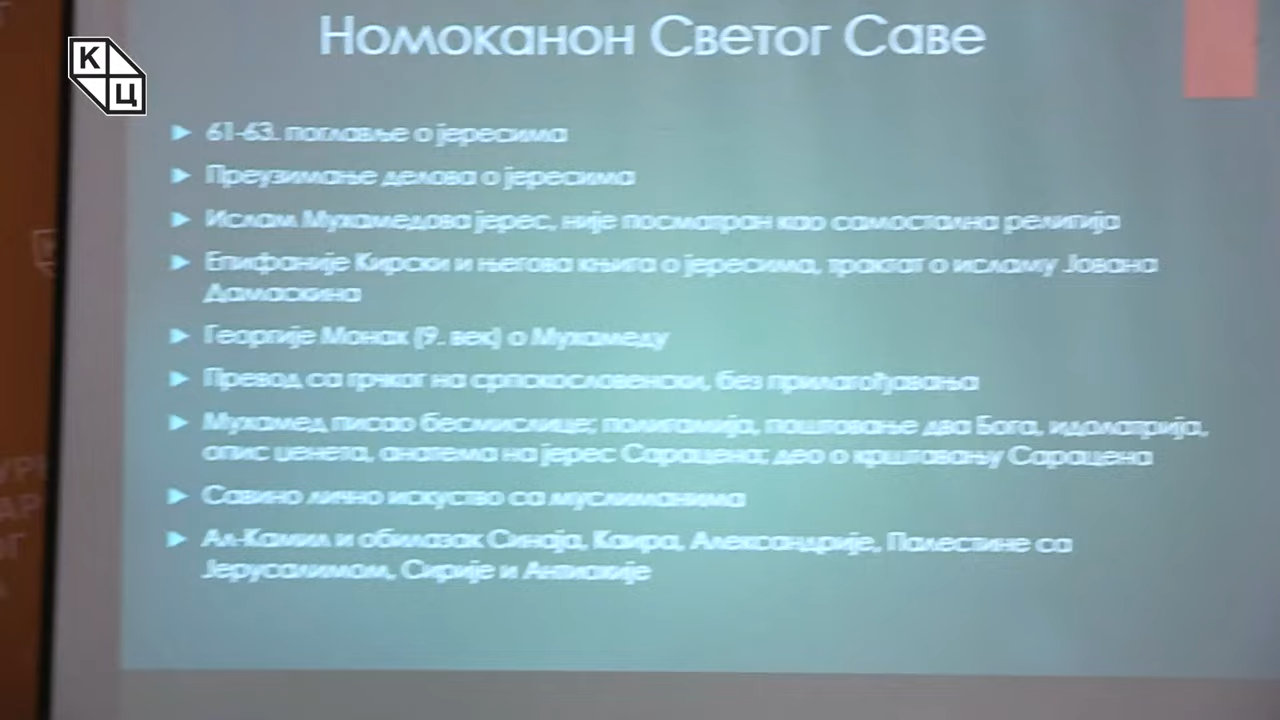 К
Ц
Номоканон Светог Саве
61-63. поглавље о јересима
Преузимање делова о јересима
Ислам Мухамедова јерес, није посматран као самостална религија
Епифаније Кирски и његова књига о јересима, трактат о исламу Јована
Дамаскина
Георгије Монах (9. век) о Мухамеду
Превод са грчког на српскословенски, без прилагођавања
Мухамед писао бесмислице; полигамија, поштовање два Бога, идолатрија,
опис џенета, анатема на јерес Сарацена; део о крштавању Сарацена
Савино лично искуство са муслиманима
Ал-Камил и обилазак Синаја, Каира, Александрије, Палестине са
Јерусалимом, Сирије и Антиохије